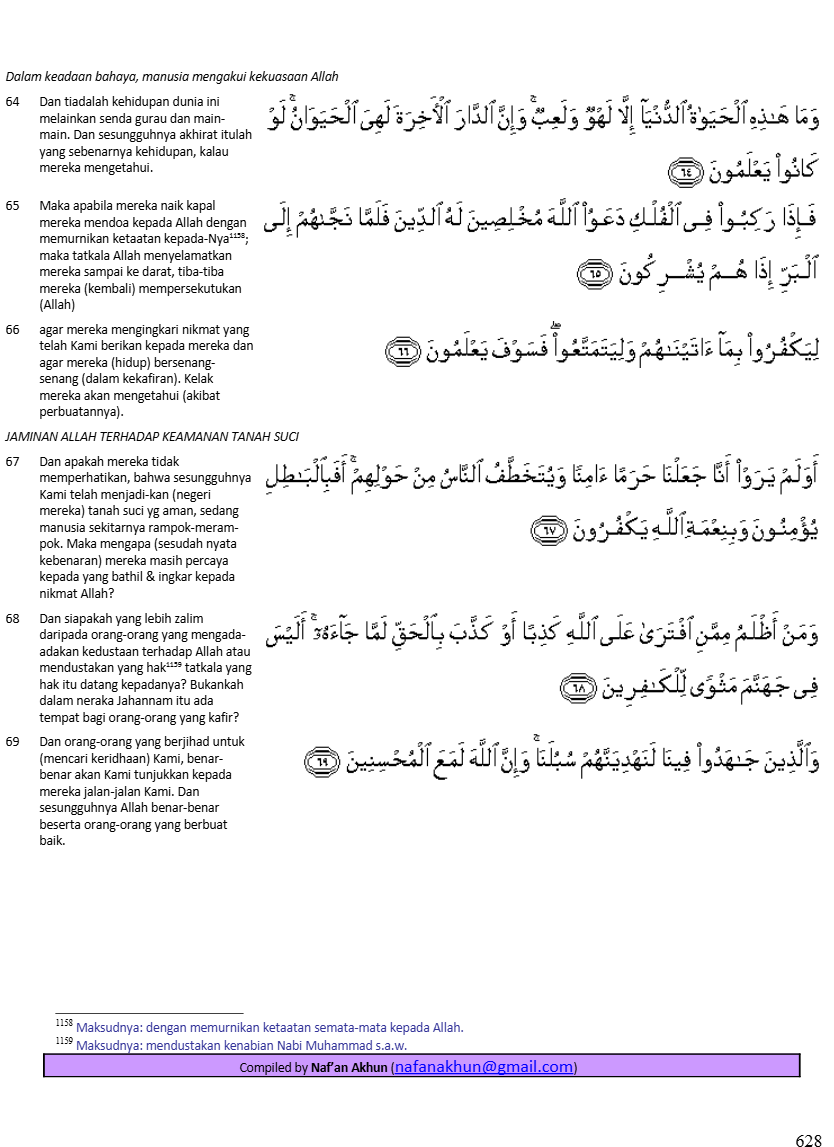 Dalam keadaan bahaya, manusia mengakui kekuasaan Allah
64 Dan tiadalah kehidupan dunia ini
melainkan senda gurau dan main-
main. Dan sesungguhnya akhirat itulah
yang sebenarnya kehidupan, kalau
mereka mengetahui.
وَمَا هَٰذِهِ ٱلْحَيَوٰةُ ٱلدُّنْيَآ إِلَّا لَهْوٌ وَلَعِبٌ ۚ وَإِنَّ ٱلدَّارَ ٱلْأَخِرَةَ لَهِىَ ٱلْحَيَوَانُ ۚ لَوْ
كَانُوا۟ يَعْلَمُونَ ٦٤
65 Maka apabila mereka naik kapal
mereka mendoa kepada Allah dengan
memurnikan ketaatan kepada-Nya1158;
maka tatkala Allah menyelamatkan
mereka sampai ke darat, tiba-tiba
mereka (kembali) mempersekutukan
(Allah)
فَإِذَا رَكِبُوا۟ فِى ٱلْفُلْكِ دَعَوُا۟ ٱللَّهَ مُخْلِصِينَ لَهُ ٱلدِّينَ فَلَمَّا نَجَّىٰهُمْ إِلَى
ٱلْبَرِّ إِذَا هُمْ يُشْرِكُونَ ٦٥
66 agar mereka mengingkari nikmat yang
telah Kami berikan kepada mereka dan
agar mereka (hidup) bersenang-
senang (dalam kekafiran). Kelak
mereka akan mengetahui (akibat
perbuatannya).
لِيَكْفُرُوا۟ بِمَآ ءَاتَيْنَٰهُمْ وَلِيَتَمَتَّعُوا۟ ۖ فَسَوْفَ يَعْلَمُونَ ٦٦
JAMINAN ALLAH TERHADAP KEAMANAN TANAH SUCI
67 Dan apakah mereka tidak
memperhatikan, bahwa sesungguhnya
Kami telah menjadi-kan (negeri
mereka) tanah suci yg aman, sedang
manusia sekitarnya rampok-meram-
pok. Maka mengapa (sesudah nyata
kebenaran) mereka masih percaya
kepada yang bathil & ingkar kepada
nikmat Allah?
أَوَلَمْ يَرَوْا۟ أَنَّا جَعَلْنَا حَرَمًا ءَامِنًا وَيُتَخَطَّفُ ٱلنَّاسُ مِنْ حَوْلِهِمْ ۚ أَفَبِٱلْبَٰطِلِ
يُؤْمِنُونَ وَبِنِعْمَةِ ٱللَّهِ يَكْفُرُونَ ٦٧
68 Dan siapakah yang lebih zalim
daripada orang-orang yang mengada-
adakan kedustaan terhadap Allah atau
mendustakan yang hak1159 tatkala yang
hak itu datang kepadanya? Bukankah
dalam neraka Jahannam itu ada
tempat bagi orang-orang yang kafir?
وَمَنْ أَظْلَمُ مِمَّنِ ٱفْتَرَىٰ عَلَى ٱللَّهِ كَذِبًا أَوْ كَذَّبَ بِٱلْحَقِّ لَمَّا جَآءَهُۥٓ ۚ أَلَيْسَ
فِى جَهَنَّمَ مَثْوًى لِّلْكَٰفِرِينَ ٦٨
69 Dan orang-orang yang berjihad untuk
(mencari keridhaan) Kami, benar-
benar akan Kami tunjukkan kepada
mereka jalan-jalan Kami. Dan
sesungguhnya Allah benar-benar
beserta orang-orang yang berbuat
baik.
وَٱلَّذِينَ جَٰهَدُوا۟ فِينَا لَنَهْدِيَنَّهُمْ سُبُلَنَا ۚ وَإِنَّ ٱللَّهَ لَمَعَ ٱلْمُحْسِنِينَ ٦٩
1158 Maksudnya: dengan memurnikan ketaatan semata-mata kepada Allah.
1159 Maksudnya: mendustakan kenabian Nabi Muhammad s.a.w.
Compiled by Naf’an Akhun (nafanakhun@gmail.com)
628